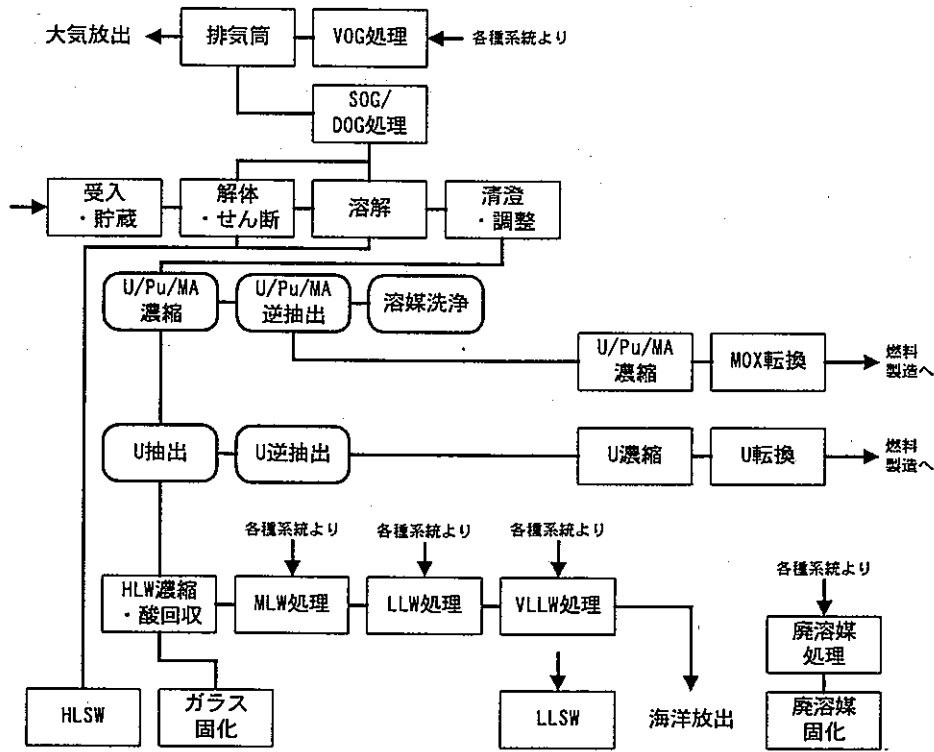 大気放出
排気筒
VOG処理
各種系統より
SOG/
DOG処理
受入
・貯蔵
解体
・せん断
溶解
清澄
・調整
U/Pu/MA
濃縮
U/Pu/MA
逆抽出
溶媒洗浄
U/Pu/MA
濃縮
MOX転換
燃料
製造へ
U抽出
U逆抽出
U濃縮
U転換
燃料
製造へ
各種系統より
各種系統より
各種系統より
各種系統より
HLW濃縮
・酸回収
MLW処理
LLW処理
VLLW処理
廃溶媒
処理
HLSW
ガラス
固化
LLSW
海洋放出
廃溶媒
固化